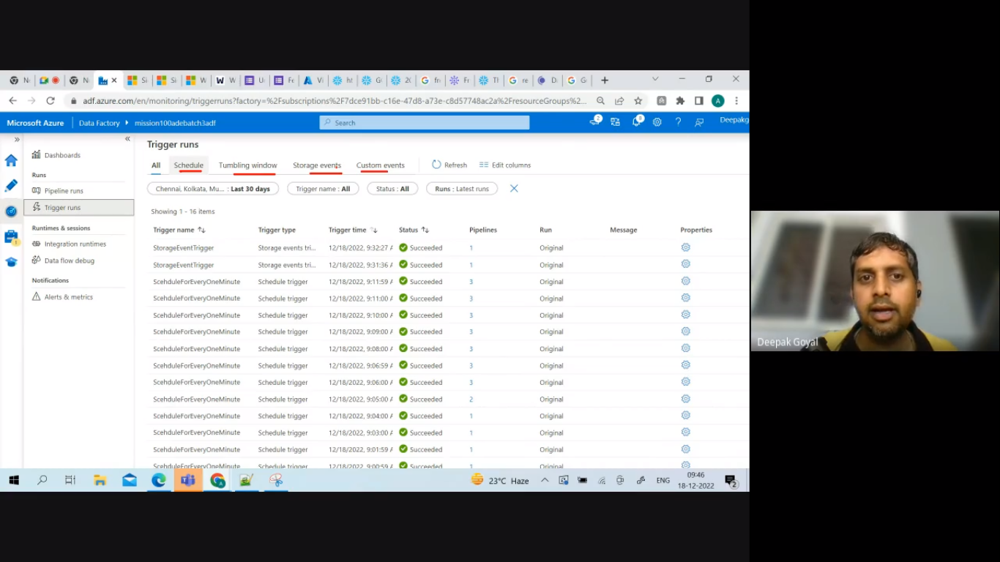 N N Si Si W W U Fe Vi ht G 20 fr Fr Tl re D G
adf.azure.com/en/monitoring/triggerruns?factory=%2Fsubscriptions%2F7dce91bb-c16e-47d8-a73e-c8d57748ac2a%2FresourceGroups%2...
Microsoft Azure Data Factory mission100adebatch3adf Search 2 8 Deepakg
Trigger runs
Dashboards
All Schedule Tumbling window Storage events Custom events Refresh Edit columns
Runs
Pipeline runs
Chennai, Kolkata, Mu... : Last 30 days Trigger name : All Status : All Runs : Latest runs
Trigger runs
Showing 1 - 16 items
Runtimes & sessions
Trigger name Trigger type Trigger time Status Pipelines Run Message Properties
Integration runtimes
StorageEventTrigger Storage events tri... 12/18/2022, 9:32:27 Succeeded 1 Original
Data flow debug
StorageEventTrigger Storage events tri... 12/18/2022, 9:31:36 Succeeded 1 Original
Notifications
ScehduleForEveryOneMinute Schedule trigger 12/18/2022, 9:11:59 Succeeded 3 Original
Alerts & metrics
ScehduleForEveryOneMinute Schedule trigger 12/18/2022, 9:11:00 Succeeded 3 Original
ScehduleForEveryOneMinute Schedule trigger 12/18/2022, 9:10:00 Succeeded 3 Original
ScehduleForEveryOneMinute Schedule trigger 12/18/2022, 9:09:00 Succeeded 3 Original
ScehduleForEveryOneMinute Schedule trigger 12/18/2022, 9:08:00 Succeeded 3 Original
ScehduleForEveryOneMinute Schedule trigger 12/18/2022, 9:06:59 Succeeded 3 Original
ScehduleForEveryOneMinute Schedule trigger 12/18/2022, 9:06:00 Succeeded 3 Original
ScehduleForEveryOneMinute Schedule trigger 12/18/2022, 9:05:00 Succeeded 2 Original
ScehduleForEveryOneMinute Schedule trigger 12/18/2022, 9:04:00 Succeeded 1 Original
ScehduleForEveryOneMinute Schedule trigger 12/18/2022, 9:03:00 Succeeded 1 Original
ScehduleForEveryOneMinute Schedule trigger 12/18/2022, 9:01:59 Succeeded 1 Original
ScehduleForEveryOneMinute Schedule trigger 12/18/2022, 9:00:59 Succeeded 1 Original
Deepak Goyal
23°C Haze ENG 09:46
18-12-2022 2